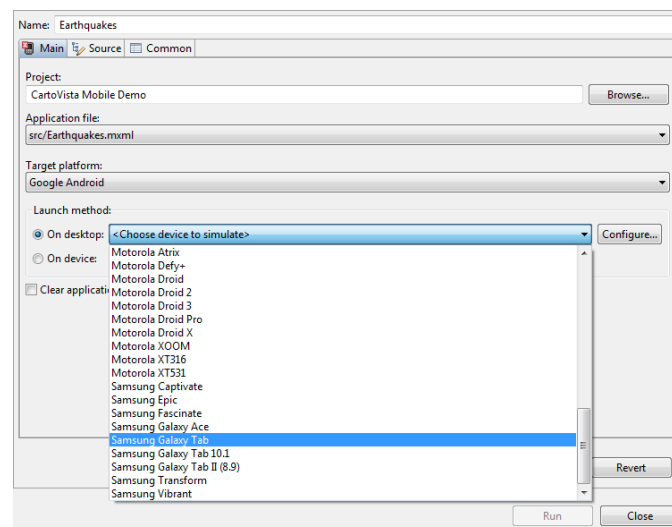 Name: Earthquakes
Main Source Common
Project:
CartoVista Mobile Demo Browse...
Application file:
src/Earthquakes.mxml
Target platform:
Google Android
Launch method:
On desktop: <Choose device to simulate> Configure...
On device:
Motorola Atrix
Motorola Defy+
Motorola Droid
Motorola Droid 2
Clear applicati
Motorola Droid 3
Motorola Droid Pro
Motorola Droid X
Motorola XOOM
Motorola XT316
Motorola XT531
Samsung Captivate
Samsung Epic
Samsung Fascinate
Samsung Galaxy Ace
Samsung Galaxy Tab
Samsung Galaxy Tab 10.1
Samsung Galaxy Tab II (8.9)
Samsung Transform
Samsung Vibrant
Revert
Run Close